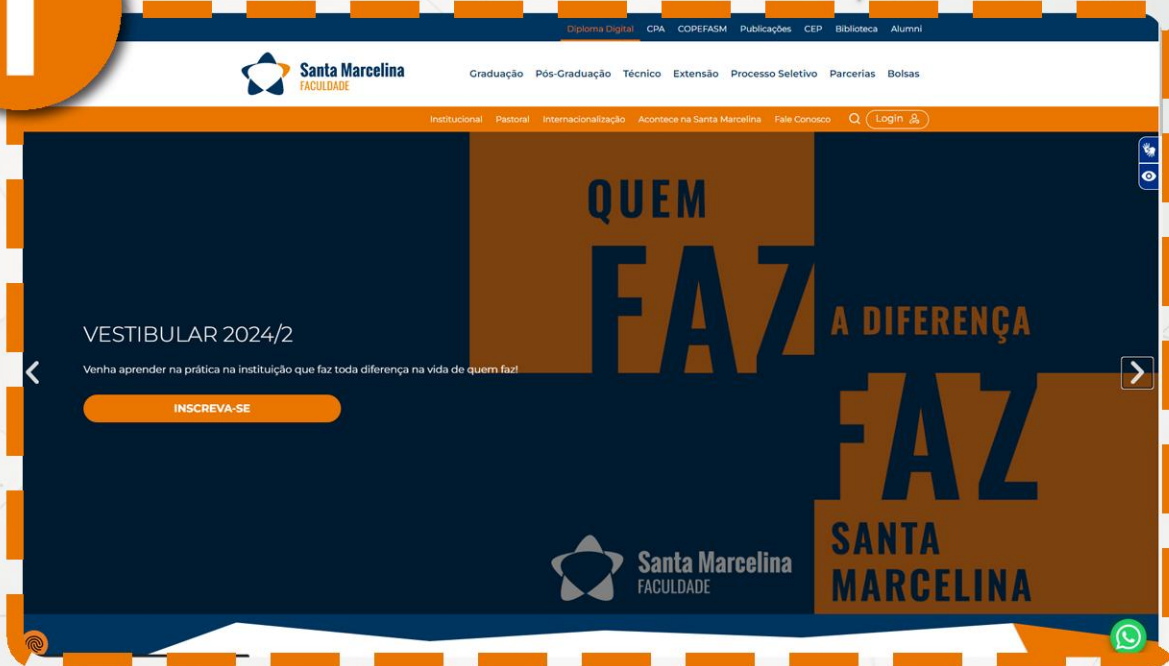 Diploma Digital CPA COPEFASM Publicações CEP Biblioteca Alumni
Santa Marcelina
FACULDADE
Graduação Pós-Graduação Técnico Extensão Processo Seletivo Parcerias Bolsas
Institucional Pastoral Internacionalização Acontece na Santa Marcelina Fale Conosco Login
QUEM
FAZ
A DIFERENÇA
VESTIBULAR 2024/2
Venha aprender na prática na instituição que faz toda diferença na vida de quem faz!
INSCREVA-SE
FAZ
SANTA
MARCELINA
Santa Marcelina
FACULDADE